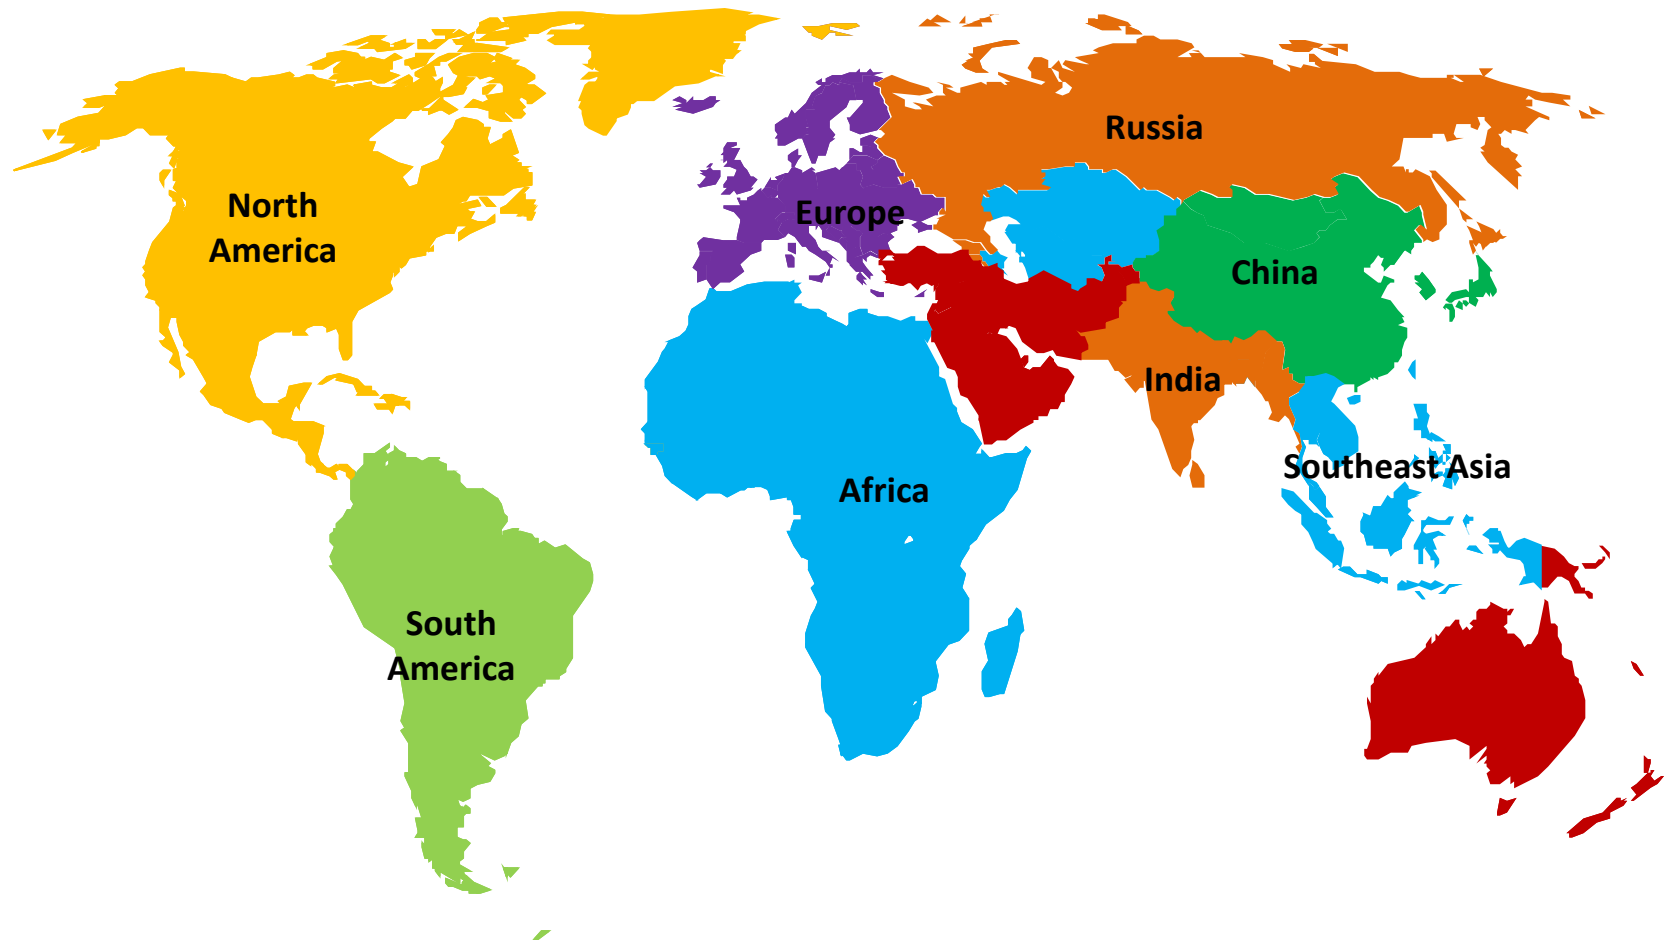 Russia
North
America
Europe
China
India
Southeast Asia
Africa
South
America